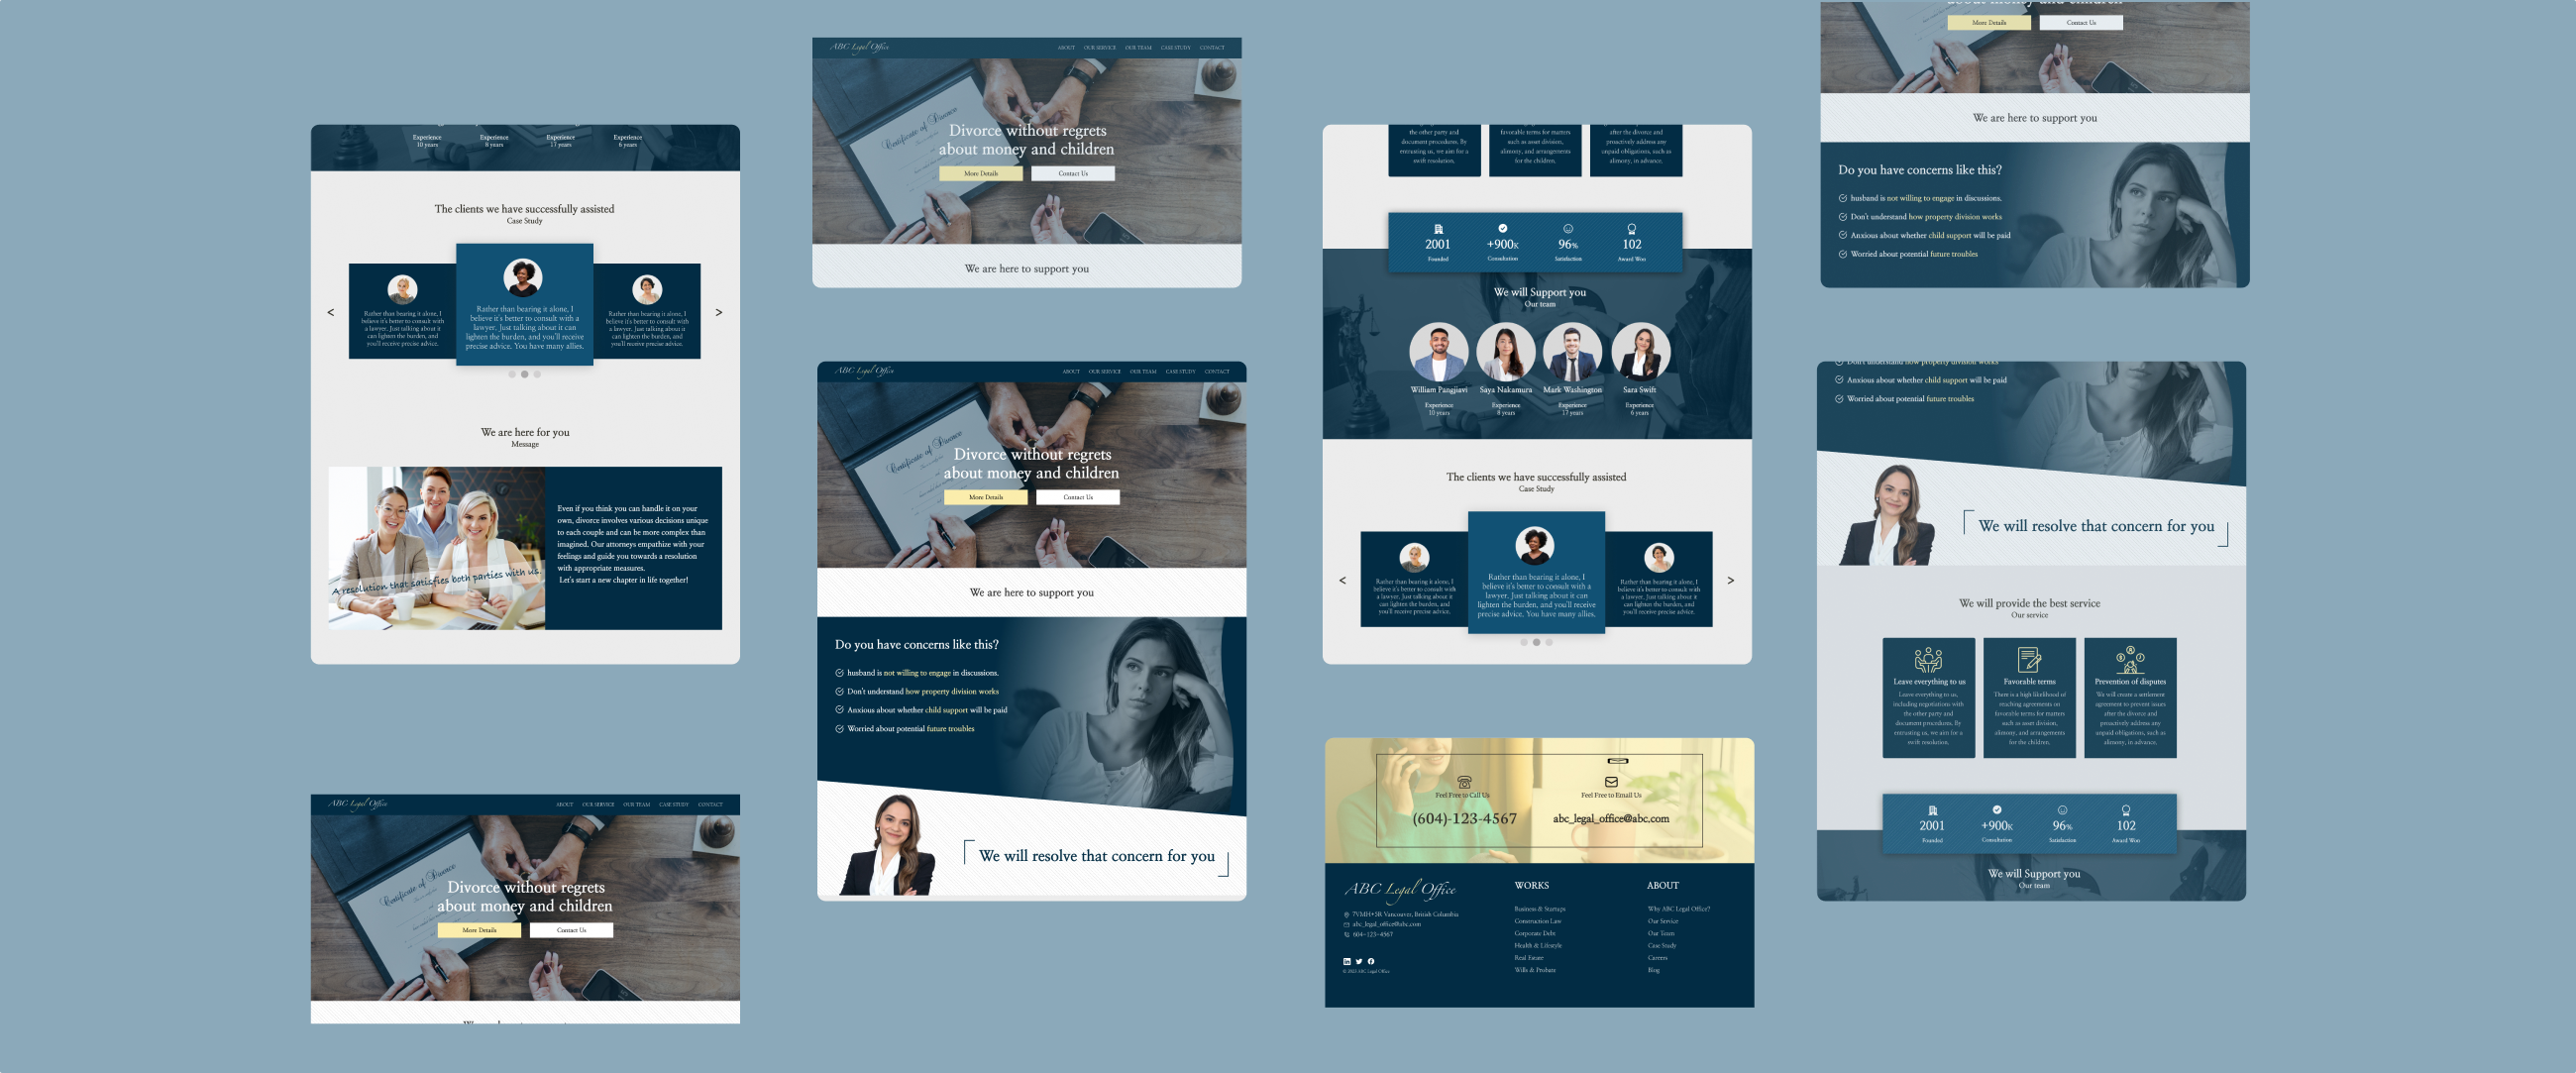 Experience Experience Experience Experience
10 years 8 years 17 years 6 years
The clients we have successfully assisted
Case Study
Rather than bearing it alone, I
believe it's better to consult with
a lawyer. Just talking about it
can lighten the burden, and
you'll receive precise advice.
<
Rather than bearing it alone, I
believe it's better to consult with a
lawyer. Just talking about it can
lighten the burden, and you'll receive
precise advice. You have many allies.
Rather than bearing it alone, I
believe it's better to consult with
a lawyer. Just talking about it
can lighten the burden, and
you'll receive precise advice.
>
We are here for you
Message
A resolution that satisfies both parties with us.
Even if you think you can handle it on your
own, divorce involves various decisions unique
to each couple and can be more complex than
imagined. Our attorneys empathize with your
feelings and guide you towards a resolution
with appropriate measures.
Let's start a new chapter in life together!
ABC Legal Office
ABOUT OUR SERVICE OUR TEAM CASE STUDY CONTACT
Certificate of Divorce
Divorce without regrets
about money and children
More Details Contact Us
ABC Legal Office
ABOUT OUR SERVICE OUR TEAM CASE STUDY CONTACT
Certificate of Divorce
Divorce without regrets
about money and children
More Details Contact Us
We are here to support you
ABC Legal Office
ABOUT OUR SERVICE OUR TEAM CASE STUDY CONTACT
Certificate of Divorce
Divorce without regrets
about money and children
More Details Contact Us
We are here to support you
Do you have concerns like this?
husband is not willing to engage in discussions.
Don't understand how property division works
Anxious about whether child support will be paid
Worried about potential future troubles
We will resolve that concern for you
the other party and
document procedures. By
entrusting us, we aim for a
swift resolution.
favorable terms for matters
such as asset division,
alimony, and arrangements
for the children.
after the divorce and
proactively address any
unpaid obligations, such as
alimony, in advance.
2001 +900K 96% 102
Founded Consultation Satisfaction Award Won
We will Support you
Our team
William Pangjiavi Saya Nakamura Mark Washington Sara Swift
Experience Experience Experience Experience
10 years 8 years 17 years 6 years
The clients we have successfully assisted
Case Study
<
Rather than bearing it alone, I
believe it's better to consult with
a lawyer. Just talking about it
can lighten the burden, and
you'll receive precise advice.
Rather than bearing it alone, I
believe it's better to consult with a
lawyer. Just talking about it can
lighten the burden, and you'll receive
precise advice. You have many allies.
Rather than bearing it alone, I
believe it's better to consult with
a lawyer. Just talking about it
can lighten the burden, and
you'll receive precise advice.
>
Feel Free to Call Us Feel Free to Email Us
(604)-123-4567 abc_legal_office@abc.com
ABC Legal Office
7VMH+5R Vancouver, British Columbia
abc_legal_office@abc.com
604-123-4567
© 2023 ABC Legal Office
WORKS
Business & Startups
Construction Law
Corporate Debt
Health & Lifestyle
Real Estate
Wills & Probate
ABOUT
Why ABC Legal Office?
Our Service
Our Team
Case Study
Careers
Blog
about money and children
More Details Contact Us
We are here to support you
Do you have concerns like this?
husband is not willing to engage in discussions.
Don't understand how property division works
Anxious about whether child support will be paid
Worried about potential future troubles
Don't understand how property division works
Anxious about whether child support will be paid
Worried about potential future troubles
We will resolve that concern for you
We will provide the best service
Our service
Leave everything to us
Leave everything to us,
including negotiations with
the other party and
document procedures. By
entrusting us, we aim for a
swift resolution.
Favorable terms
There is a high likelihood of
reaching agreements on
favorable terms for matters
such as asset division,
alimony, and arrangements
for the children.
Prevention of disputes
We will create a settlement
agreement to prevent issues
after the divorce and
proactively address any
unpaid obligations, such as
alimony, in advance.
2001 +900K 96% 102
Founded Consultation Satisfaction Award Won
We will Support you
Our team